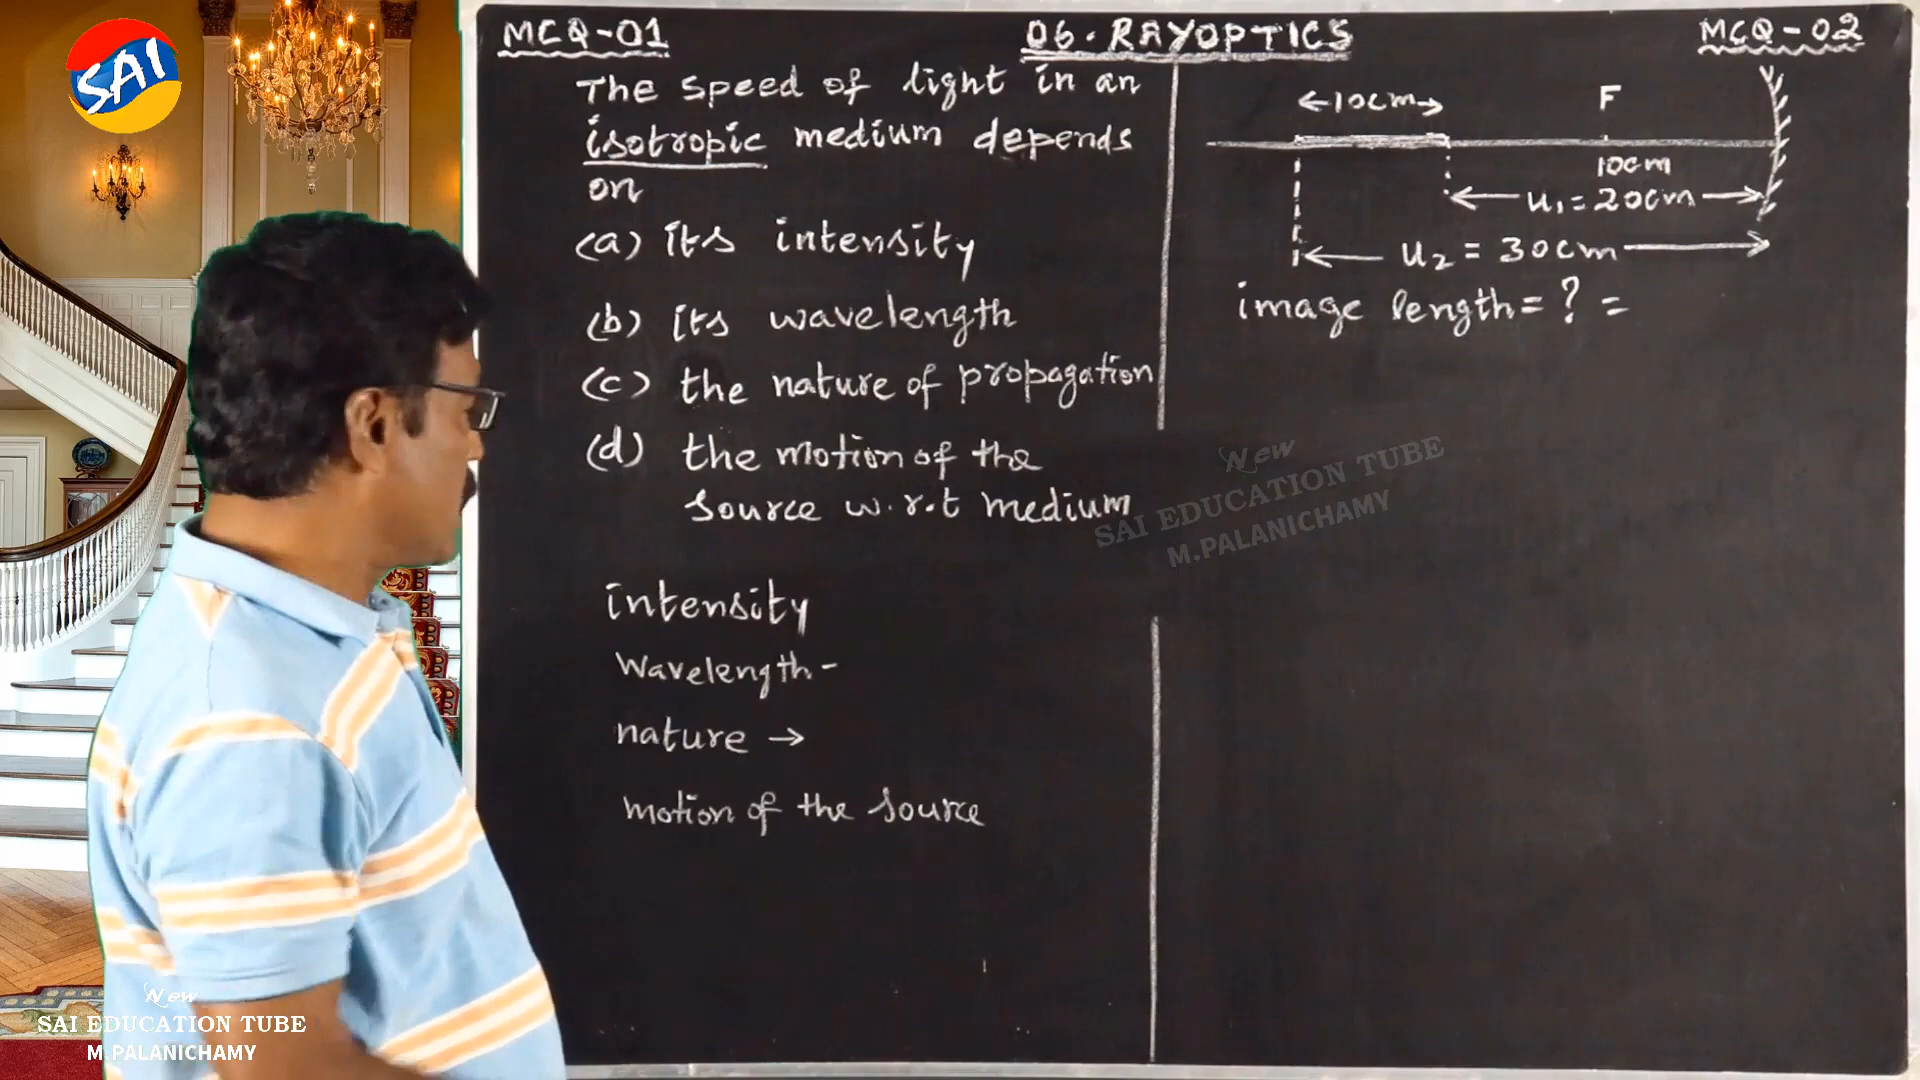 SAI
MCQ-01
06. RAYOPTICS
MCQ-02
The speed of light in an
isotropic medium depends
on
(a) its intensity
(b) its wavelength
(c) the nature of propagation
(d) the motion of the
source w.r.t medium
intensity
wavelength-
nature →
motion of the source
←10cm→
F
10cm
← u₁ = 20cm →
← u₂ = 30cm →
image length = ? =
New
SAI EDUCATION TUBE
M.PALANICHAMY
New
SAI EDUCATION TUBE
M.PALANICHAMY